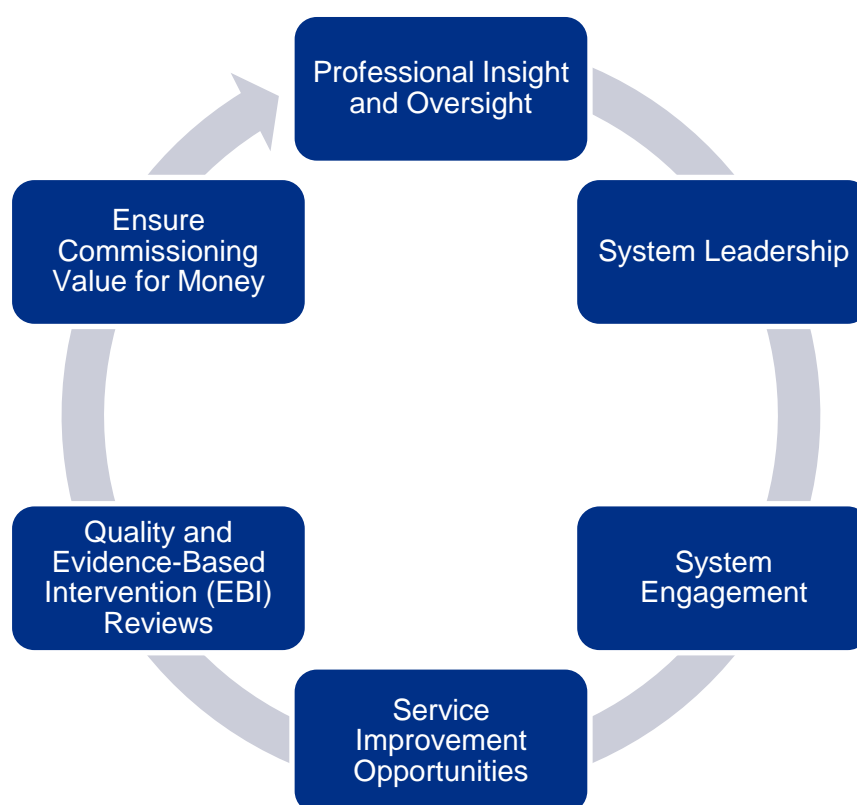 Professional Insight
and Oversight
System Leadership
System
Engagement
Service
Improvement
Opportunities
Quality and
Evidence-Based
Intervention (EBI)
Reviews
Ensure
Commissioning
Value for Money